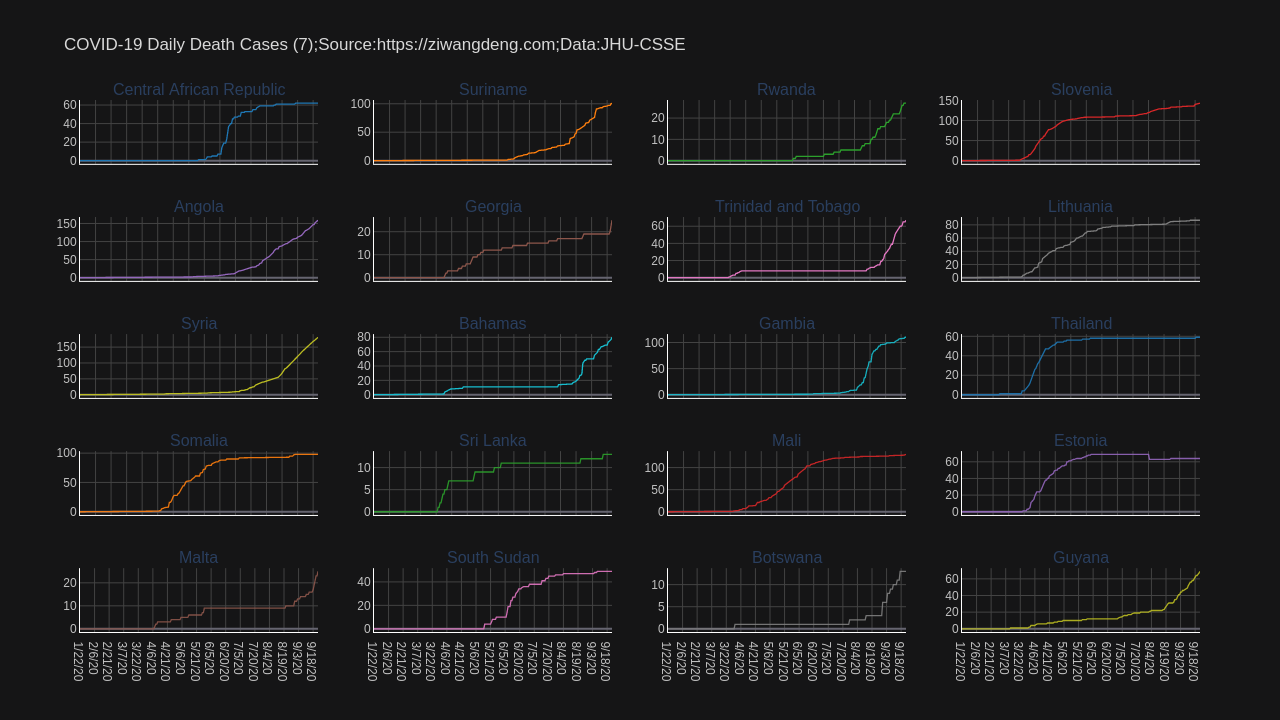 COVID-19 Daily Death Cases (7);Source:https://ziwangdeng.com;Data:JHU-CSSE
Central African Republic
60
40
20
0
Suriname
100
50
0
Rwanda
20
10
0
Slovenia
150
100
50
0
Angola
150
100
50
0
Georgia
20
10
0
Trinidad and Tobago
60
40
20
0
Lithuania
80
60
40
20
0
Syria
150
100
50
0
Bahamas
80
60
40
20
0
Gambia
100
50
0
Thailand
60
40
20
0
Somalia
100
50
0
Sri Lanka
10
5
0
Mali
100
50
0
Estonia
60
40
20
0
Malta
20
10
0
1/22/20 2/6/20 2/21/20 3/7/20 3/22/20 4/6/20 4/21/20 5/6/20 5/21/20 6/5/20 6/20/20 7/5/20 7/20/20 8/4/20 8/19/20 9/3/20 9/18/20
South Sudan
40
20
0
1/22/20 2/6/20 2/21/20 3/7/20 3/22/20 4/6/20 4/21/20 5/6/20 5/21/20 6/5/20 6/20/20 7/5/20 7/20/20 8/4/20 8/19/20 9/3/20 9/18/20
Botswana
10
5
0
1/22/20 2/6/20 2/21/20 3/7/20 3/22/20 4/6/20 4/21/20 5/6/20 5/21/20 6/5/20 6/20/20 7/5/20 7/20/20 8/4/20 8/19/20 9/3/20 9/18/20
Guyana
60
40
20
0
1/22/20 2/6/20 2/21/20 3/7/20 3/22/20 4/6/20 4/21/20 5/6/20 5/21/20 6/5/20 6/20/20 7/5/20 7/20/20 8/4/20 8/19/20 9/3/20 9/18/20